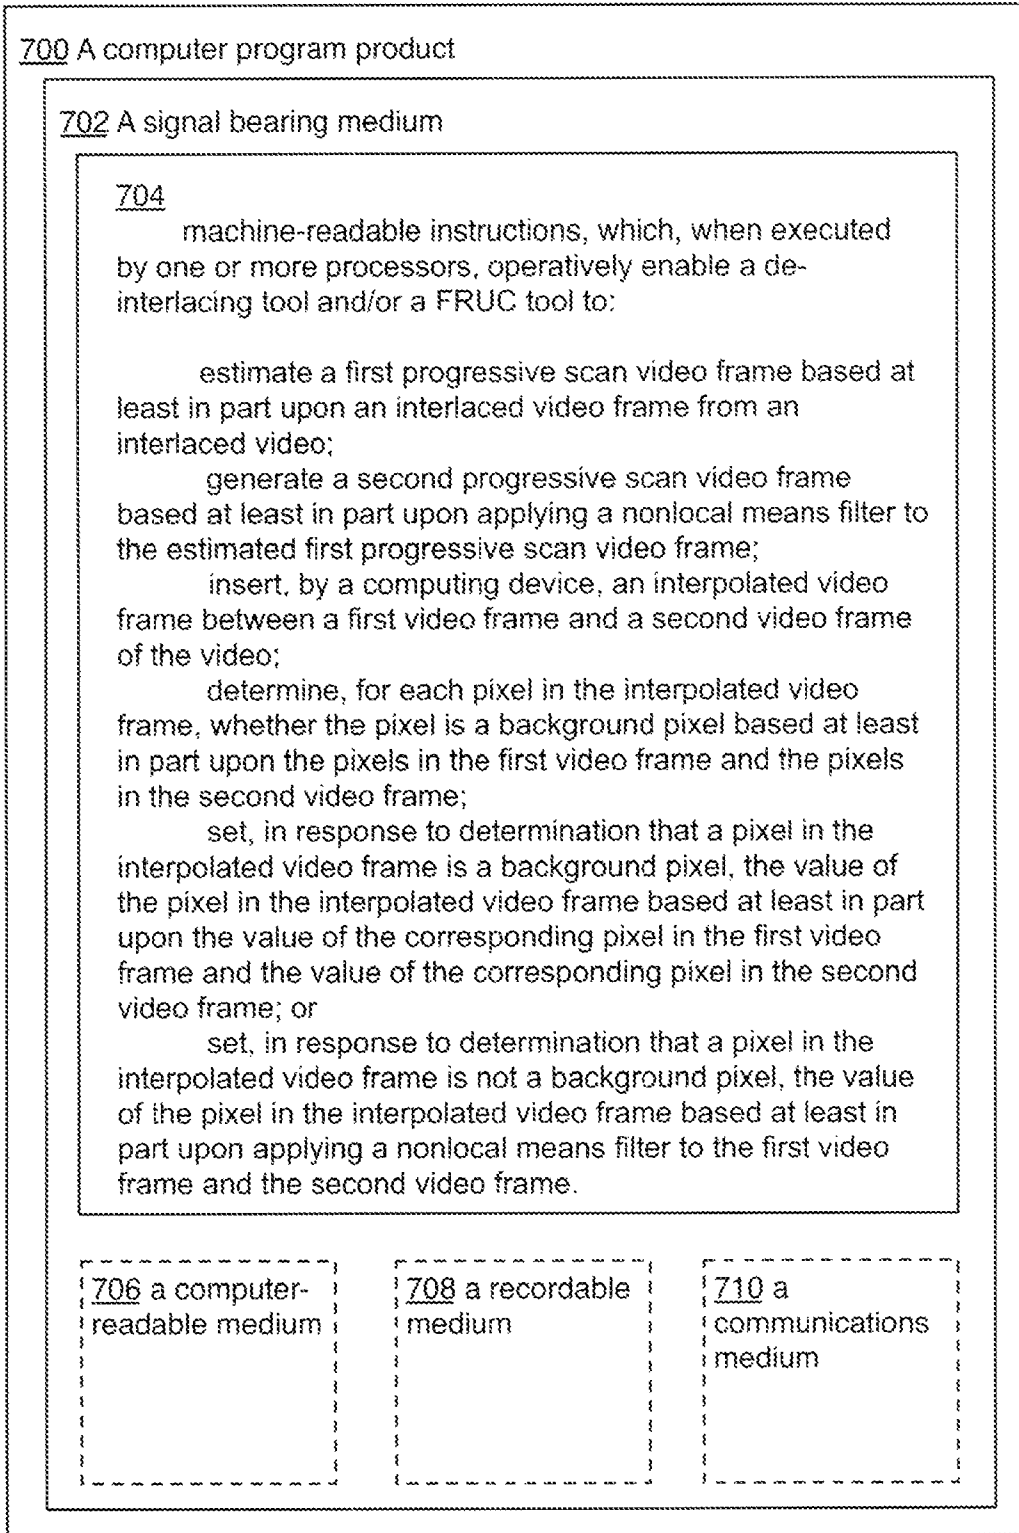 700 A computer program product
702 A signal bearing medium
704
machine-readable instructions, which, when executed
by one or more processors, operatively enable a de-
interlacing tool and/or a FRUC tool to:
estimate a first progressive scan video frame based at
least in part upon an interlaced video frame from an
interlaced video;
generate a second progressive scan video frame
based at least in part upon applying a nonlocal means filter to
the estimated first progressive scan video frame;
insert, by a computing device, an interpolated video
frame between a first video frame and a second video frame
of the video;
determine, for each pixel in the interpolated video
frame, whether the pixel is a background pixel based at least
in part upon the pixels in the first video frame and the pixels
in the second video frame;
set, in response to determination that a pixel in the
interpolated video frame is a background pixel, the value of
the pixel in the interpolated video frame based at least in part
upon the value of the corresponding pixel in the first video
frame and the value of the corresponding pixel in the second
video frame; or
set, in response to determination that a pixel in the
interpolated video frame is not a background pixel, the value
of the pixel in the interpolated video frame based at least in
part upon applying a nonlocal means filter to the first video
frame and the second video frame.
706 a computer-
readable medium
708 a recordable
medium
710 a
communications
medium